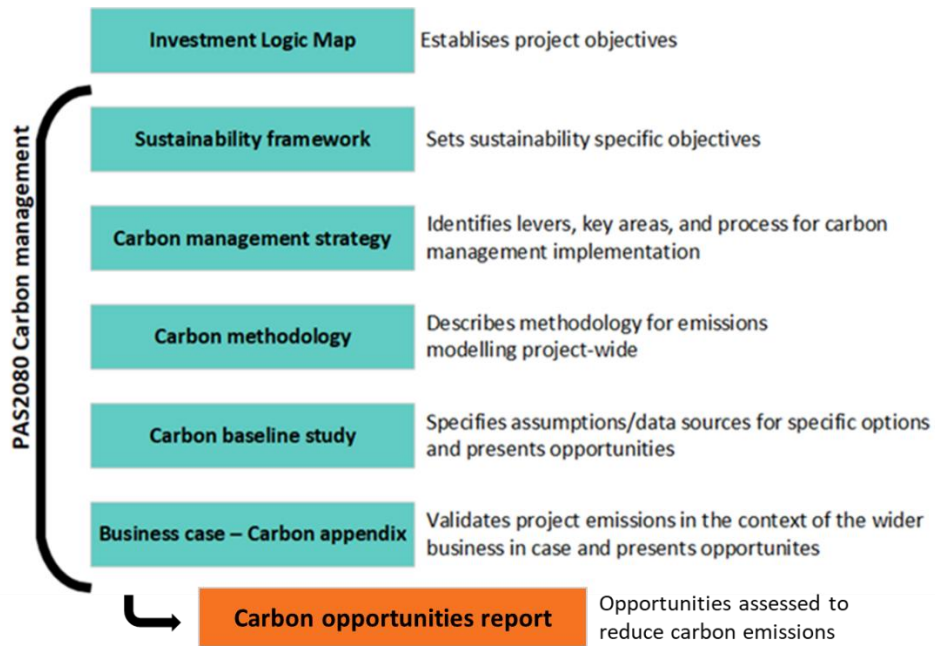 Investment Logic Map
Establises project objectives
PAS2080 Carbon management
Sustainability framework
Sets sustainability specific objectives
Carbon management strategy
Identifies levers, key areas, and process for carbon
management implementation
Carbon methodology
Describes methodology for emissions
modelling project-wide
Carbon baseline study
Specifies assumptions/data sources for specific options
and presents opportunities
Business case – Carbon appendix
Validates project emissions in the context of the wider
business in case and presents opportunites
Carbon opportunities report
Opportunities assessed to
reduce carbon emissions